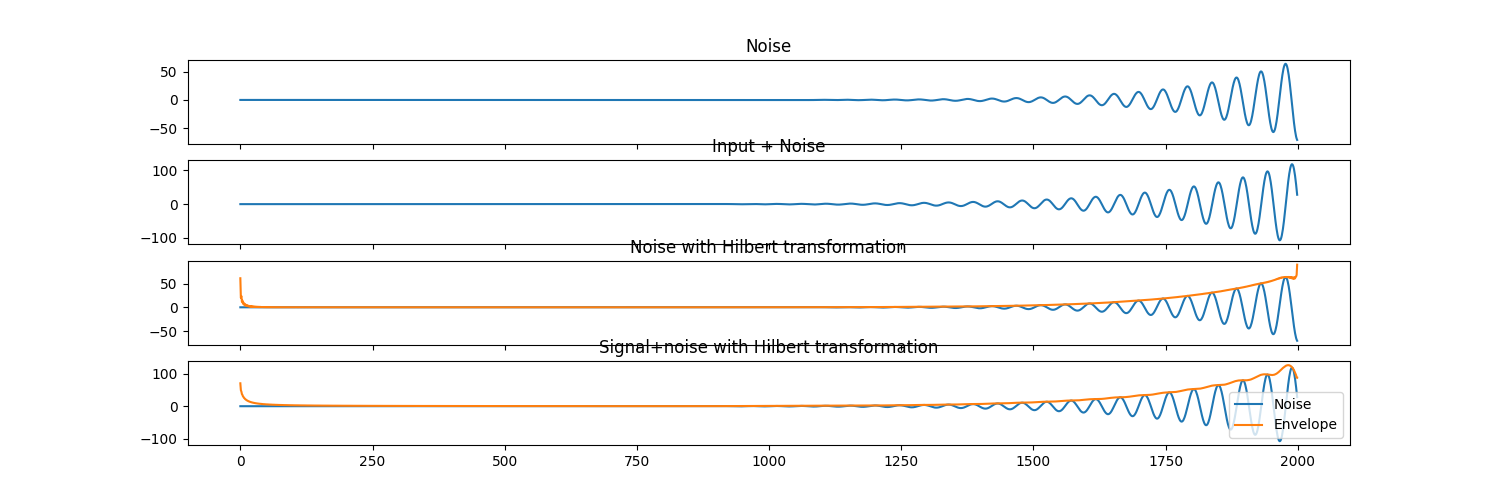 Noise
50
0
−50
Input + Noise
100
0
−100
Noise with Hilbert transformation
50
0
−50
Signal+noise with Hilbert transformation
100
0
−100
Noise
Envelope
0 250 500 750 1000 1250 1500 1750 2000